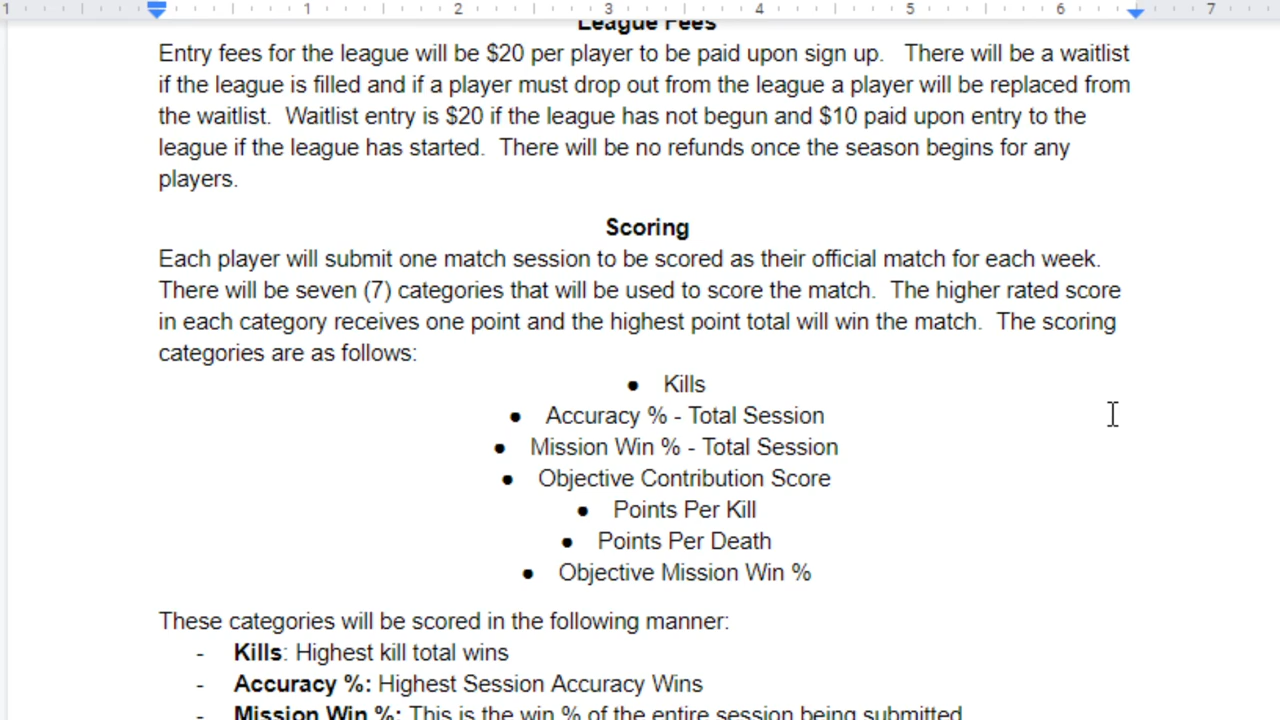 1 1 2 3 4 5 6 7
League Fees
Entry fees for the league will be $20 per player to be paid upon sign up.   There will be a waitlist
if the league is filled and if a player must drop out from the league a player will be replaced from
the waitlist.  Waitlist entry is $20 if the league has not begun and $10 paid upon entry to the
league if the league has started.  There will be no refunds once the season begins for any
players.
Scoring
Each player will submit one match session to be scored as their official match for each week.
There will be seven (7) categories that will be used to score the match.  The higher rated score
in each category receives one point and the highest point total will win the match.  The scoring
categories are as follows:
● Kills
● Accuracy % - Total Session
● Mission Win % - Total Session
● Objective Contribution Score
● Points Per Kill
● Points Per Death
● Objective Mission Win %
These categories will be scored in the following manner:
- Kills: Highest kill total wins
- Accuracy %: Highest Session Accuracy Wins
- Mission Win %: This is the win % of the entire session being submitted